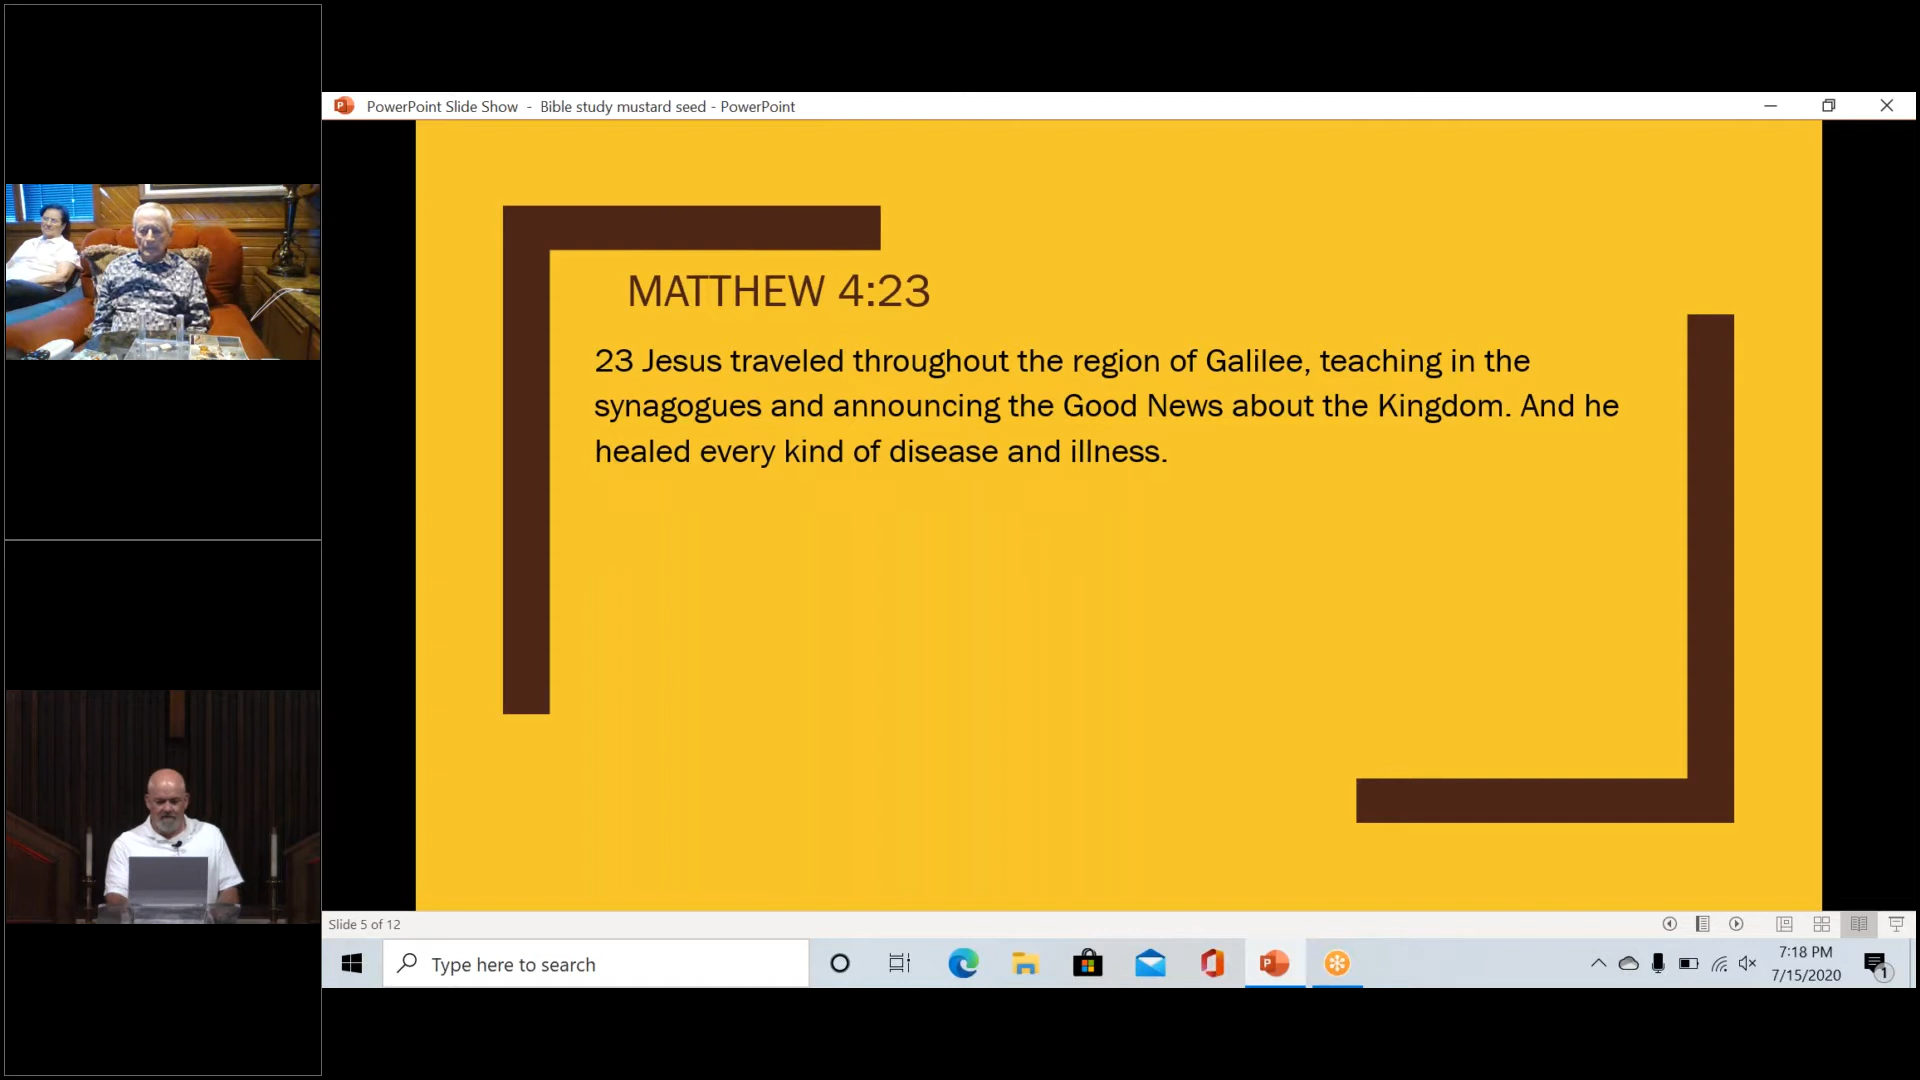 PowerPoint Slide Show - Bible study mustard seed - PowerPoint
MATTHEW 4:23
23 Jesus traveled throughout the region of Galilee, teaching in the
synagogues and announcing the Good News about the Kingdom. And he
healed every kind of disease and illness.
Slide 5 of 12
Type here to search
7:18 PM
7/15/2020
1